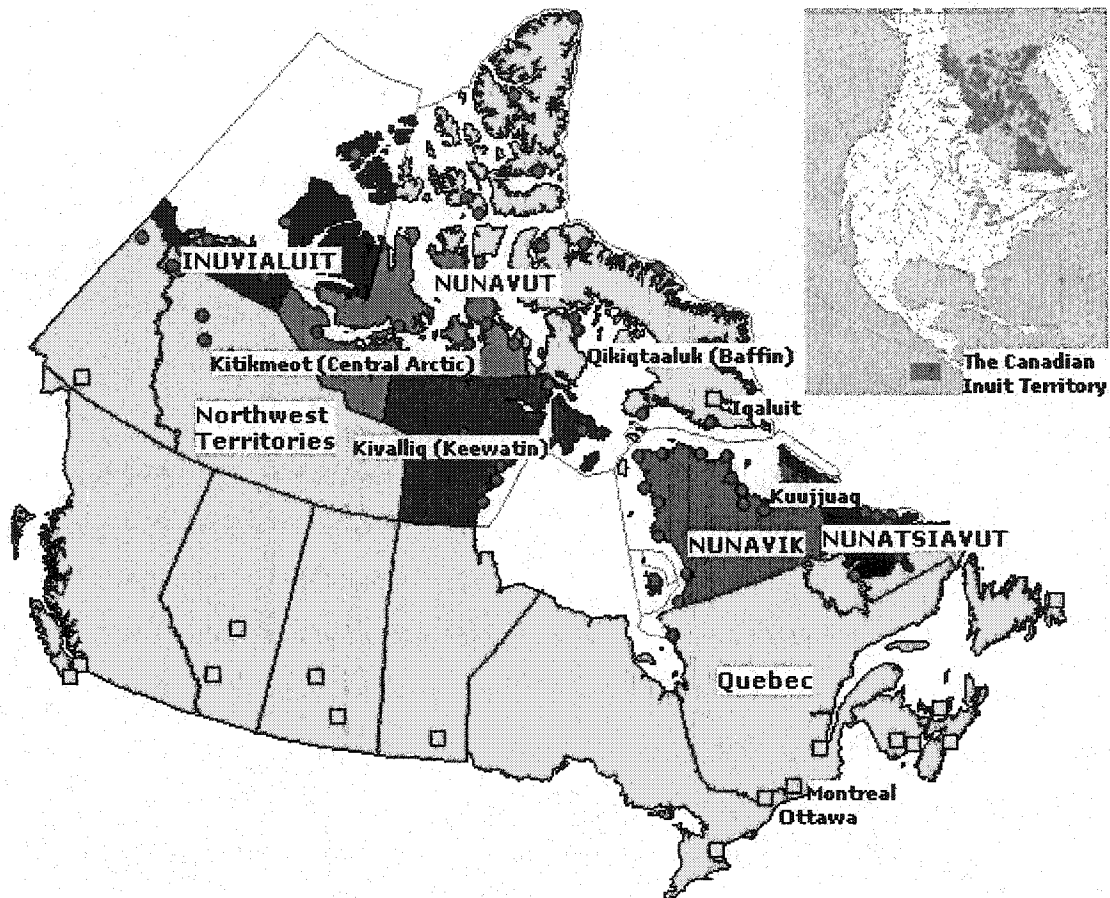 INUVIALUIT
NUNAVUT
Kitikmeot (Central Arctic)
Qikiqtaaluk (Baffin)
The Canadian
Inuit Territory
Iqaluit
Northwest
Territories
Kivalliq (Keewatin)
Kuujjuaq
NUNAVIK
NUNATSIAVUT
Quebec
Montreal
Ottawa